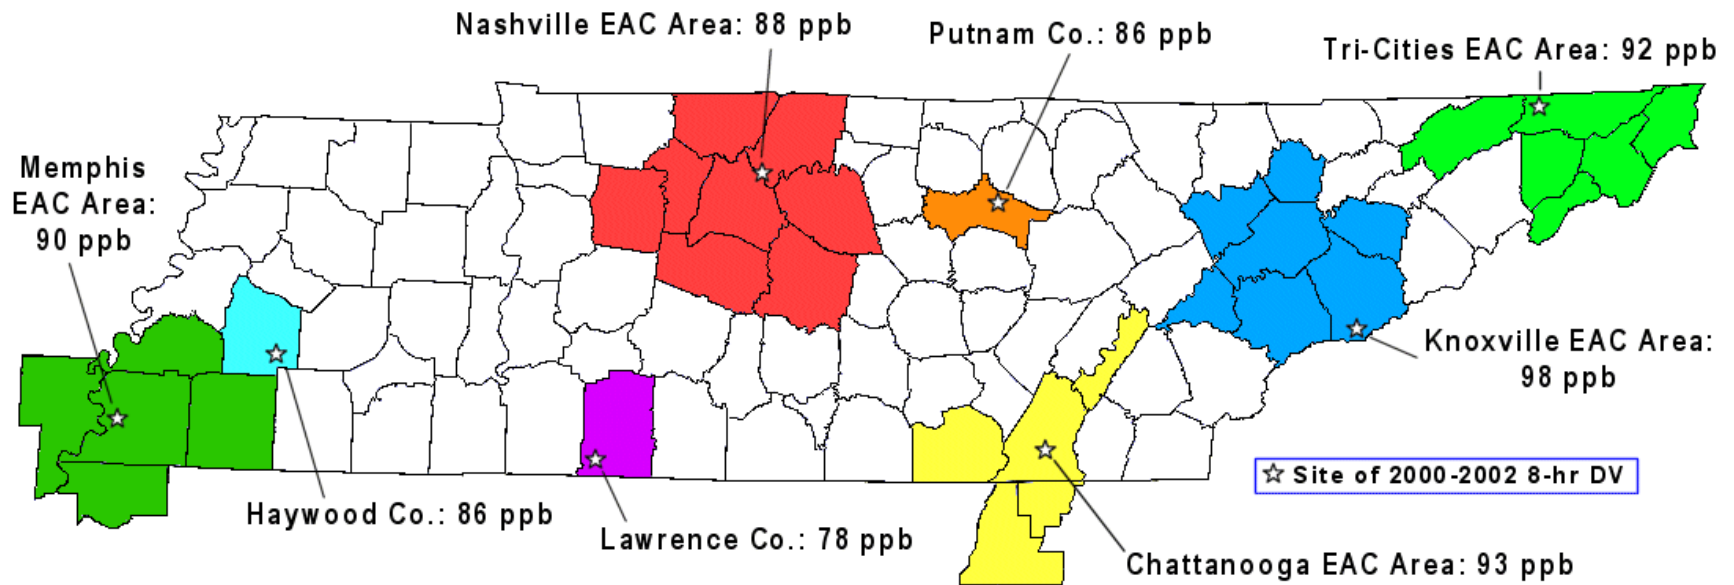 Nashville EAC Area: 88 ppb
Putnam Co.: 86 ppb
Tri-Cities EAC Area: 92 ppb
Memphis
EAC Area:
90 ppb
Knoxville EAC Area:
98 ppb
☆ Site of 2000-2002 8-hr DV
Haywood Co.: 86 ppb
Lawrence Co.: 78 ppb
Chattanooga EAC Area: 93 ppb